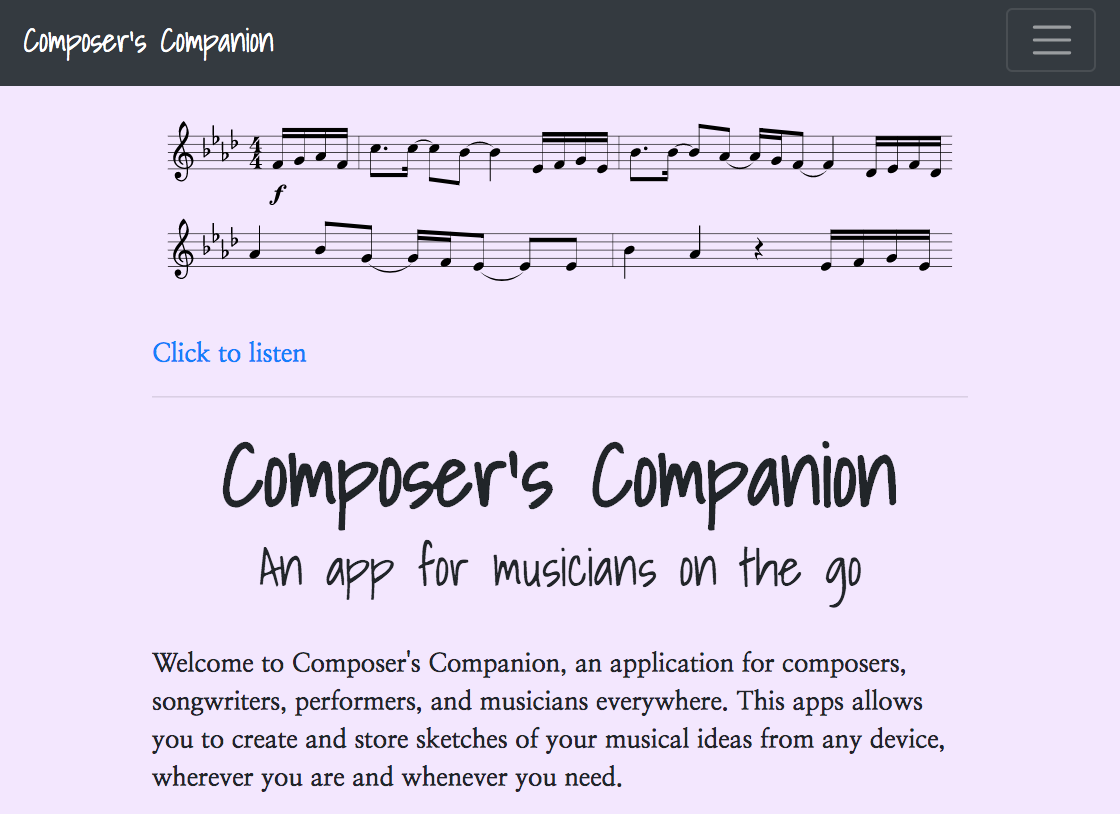 Composer's Companion
4
4
f
Click to listen
Composer's Companion
An app for musicians on the go
Welcome to Composer's Companion, an application for composers,
songwriters, performers, and musicians everywhere. This apps allows
you to create and store sketches of your musical ideas from any device,
wherever you are and whenever you need.